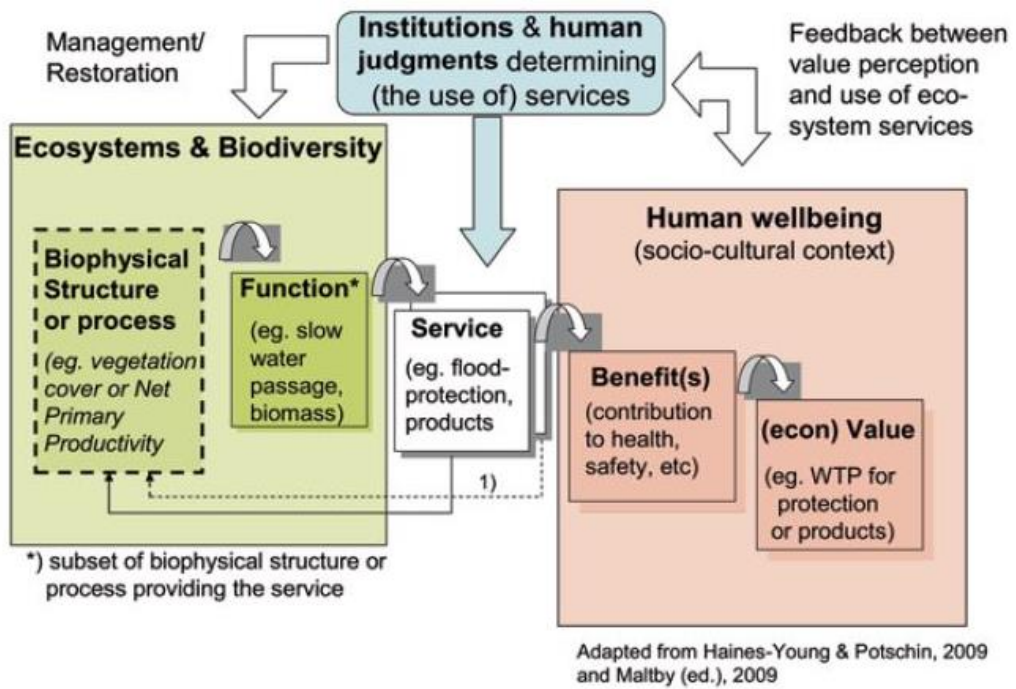 Management/
Restoration
Institutions & human
judgments determining
(the use of) services
Feedback between
value perception
and use of eco-
system services
Ecosystems & Biodiversity
Biophysical
Structure
or process
(eg. vegetation
cover or Net
Primary
Productivity
Function*
(eg. slow
water
passage,
biomass)
Service
(eg. flood-
protection,
products
1)
Human wellbeing
(socio-cultural context)
Benefit(s)
(contribution
to health,
safety, etc)
(econ) Value
(eg. WTP for
protection
or products)
*) subset of biophysical structure or
process providing the service
Adapted from Haines-Young & Potschin, 2009
and Maltby (ed.), 2009